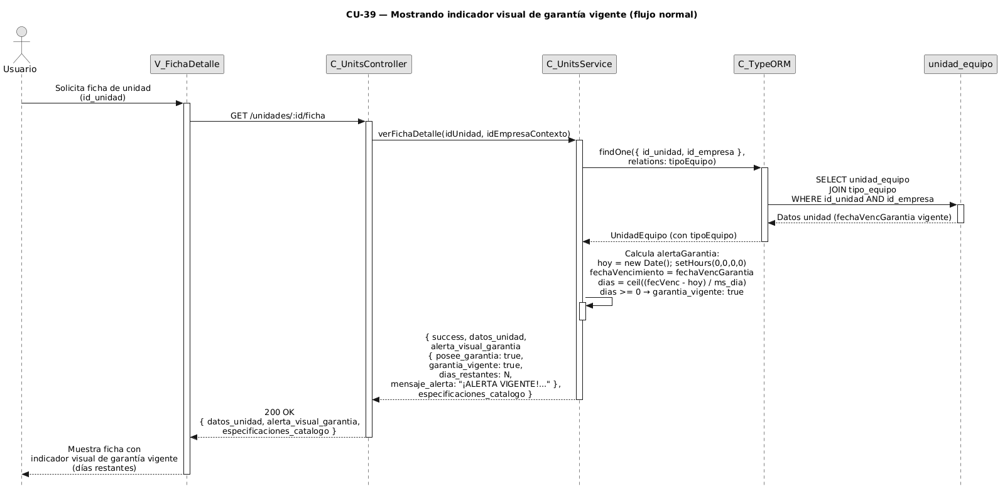 CU-39 — Mostrando indicador visual de garantía vigente (flujo normal)
Usuario
V_FichaDetalle
C_UnitsController
C_UnitsService
C_TypeORM
unidad_equipo
Solicita ficha de unidad
(id_unidad)
GET /unidades/:id/ficha
verFichaDetalle(idUnidad, idEmpresaContexto)
findOne({ id_unidad, id_empresa },
relations: tipoEquipo)
SELECT unidad_equipo
JOIN tipo_equipo
WHERE id_unidad AND id_empresa
Datos unidad (fechaVencGarantia vigente)
UnidadEquipo (con tipoEquipo)
Calcula alertaGarantia:
hoy = new Date(); setHours(0,0,0,0)
fechaVencimiento = fechaVencGarantia
dias = ceil((fecVenc - hoy) / ms_dia)
dias >= 0 → garantia_vigente: true
{ success, datos_unidad,
alerta_visual_garantia
{ posee_garantia: true,
garantia_vigente: true,
dias_restantes: N,
mensaje_alerta: "¡ALERTA VIGENTE!..." },
especificaciones_catalogo }
200 OK
{ datos_unidad, alerta_visual_garantia,
especificaciones_catalogo }
Muestra ficha con
indicador visual de garantía vigente
(días restantes)